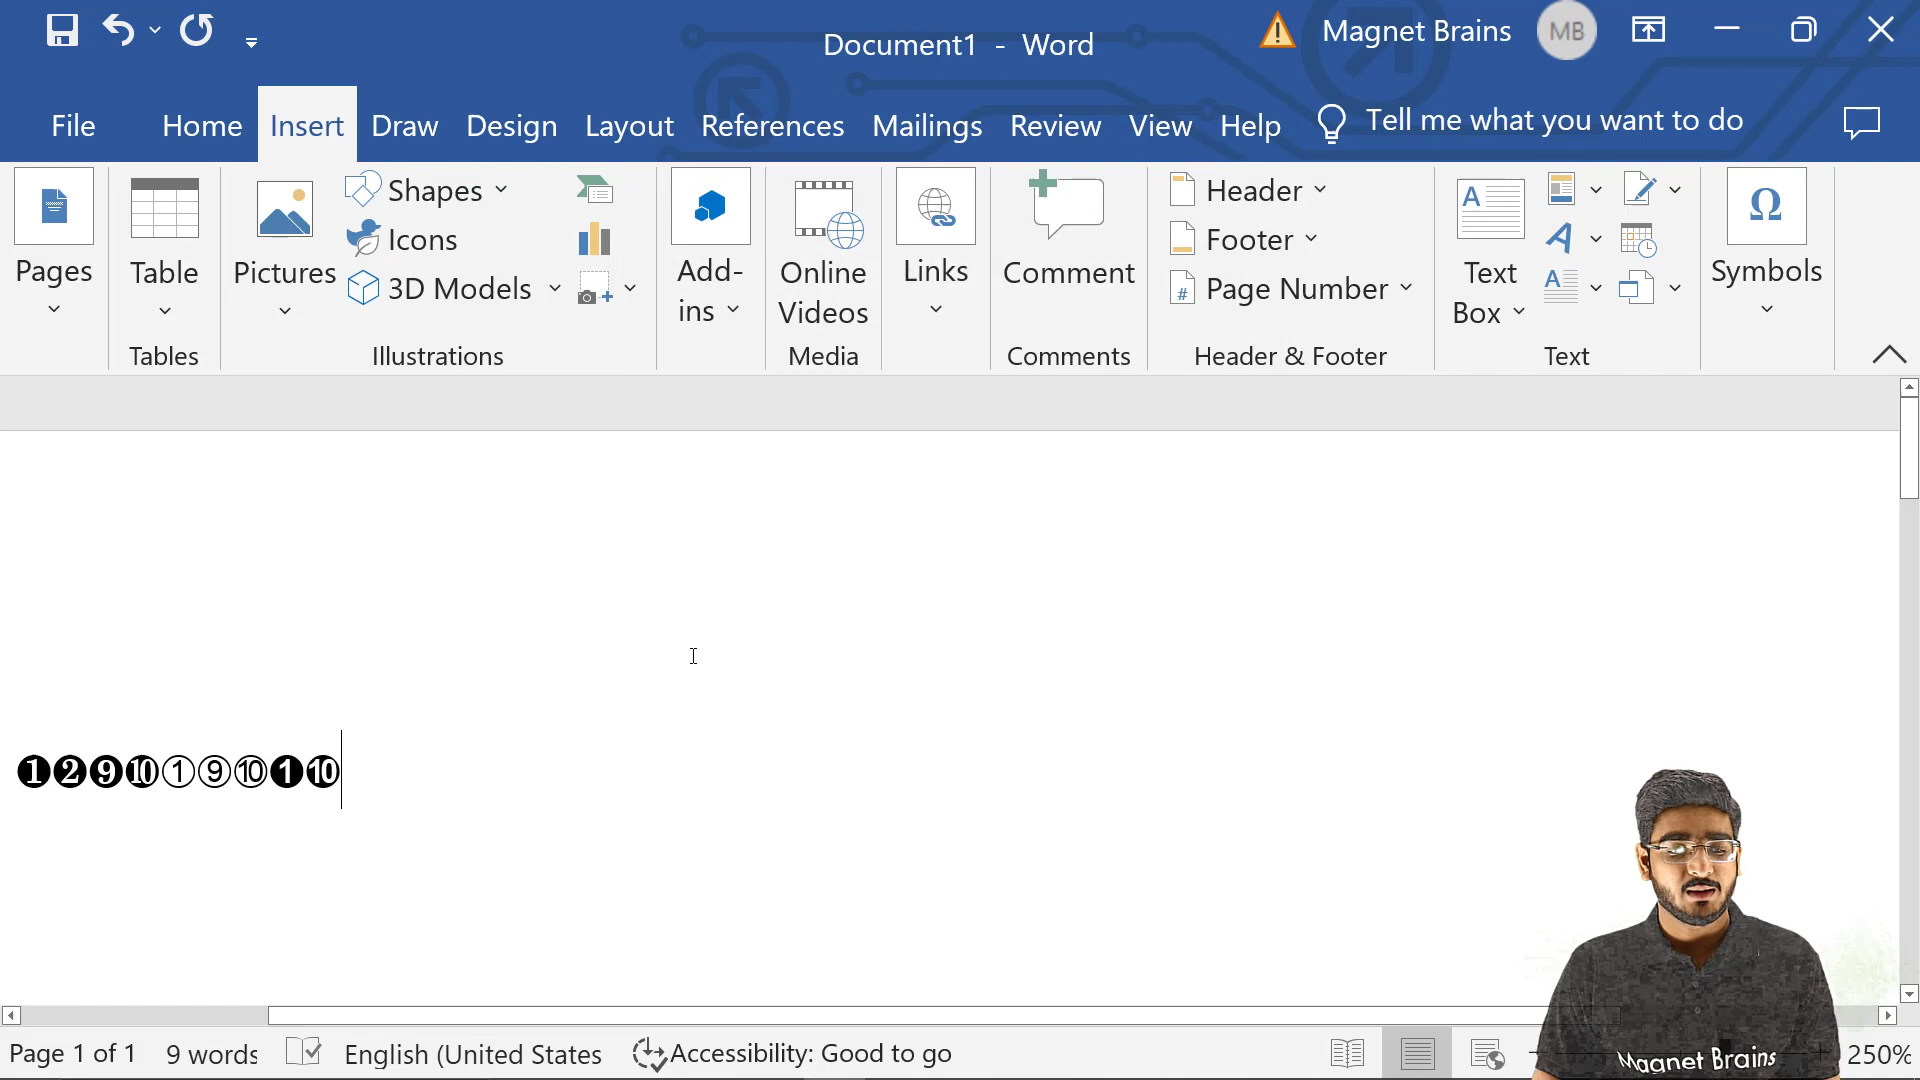 Document1 - Word
Magnet Brains
MB
File Home Insert Draw Design Layout References Mailings Review View Help Tell me what you want to do
Pages
Table
Tables
Pictures
Shapes
Icons
3D Models
Illustrations
Add-
ins
Online
Videos
Media
Links
Comment
Comments
Header
Footer
# Page Number
Header & Footer
A
Text
Box
A
A
Text
Ω
Symbols
❶❷❾❿➀➈➉➊➓
Page 1 of 1 9 words English (United States Accessibility: Good to go 250%
Magnet Brains